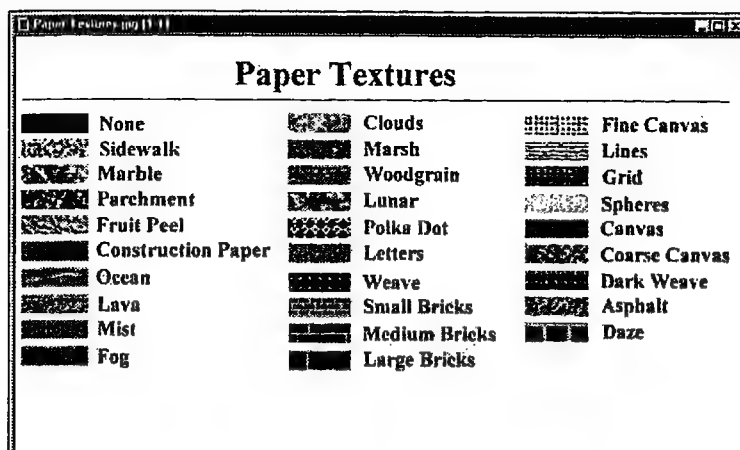 Paper Textures
None
Sidewalk
Marble
Parchment
Fruit Peel
Construction Paper
Ocean
Lava
Mist
Fog
Clouds
Marsh
Woodgrain
Lunar
Polka Dot
Letters
Weave
Small Bricks
Medium Bricks
Large Bricks
Fine Canvas
Lines
Grid
Spheres
Canvas
Coarse Canvas
Dark Weave
Asphalt
Daze